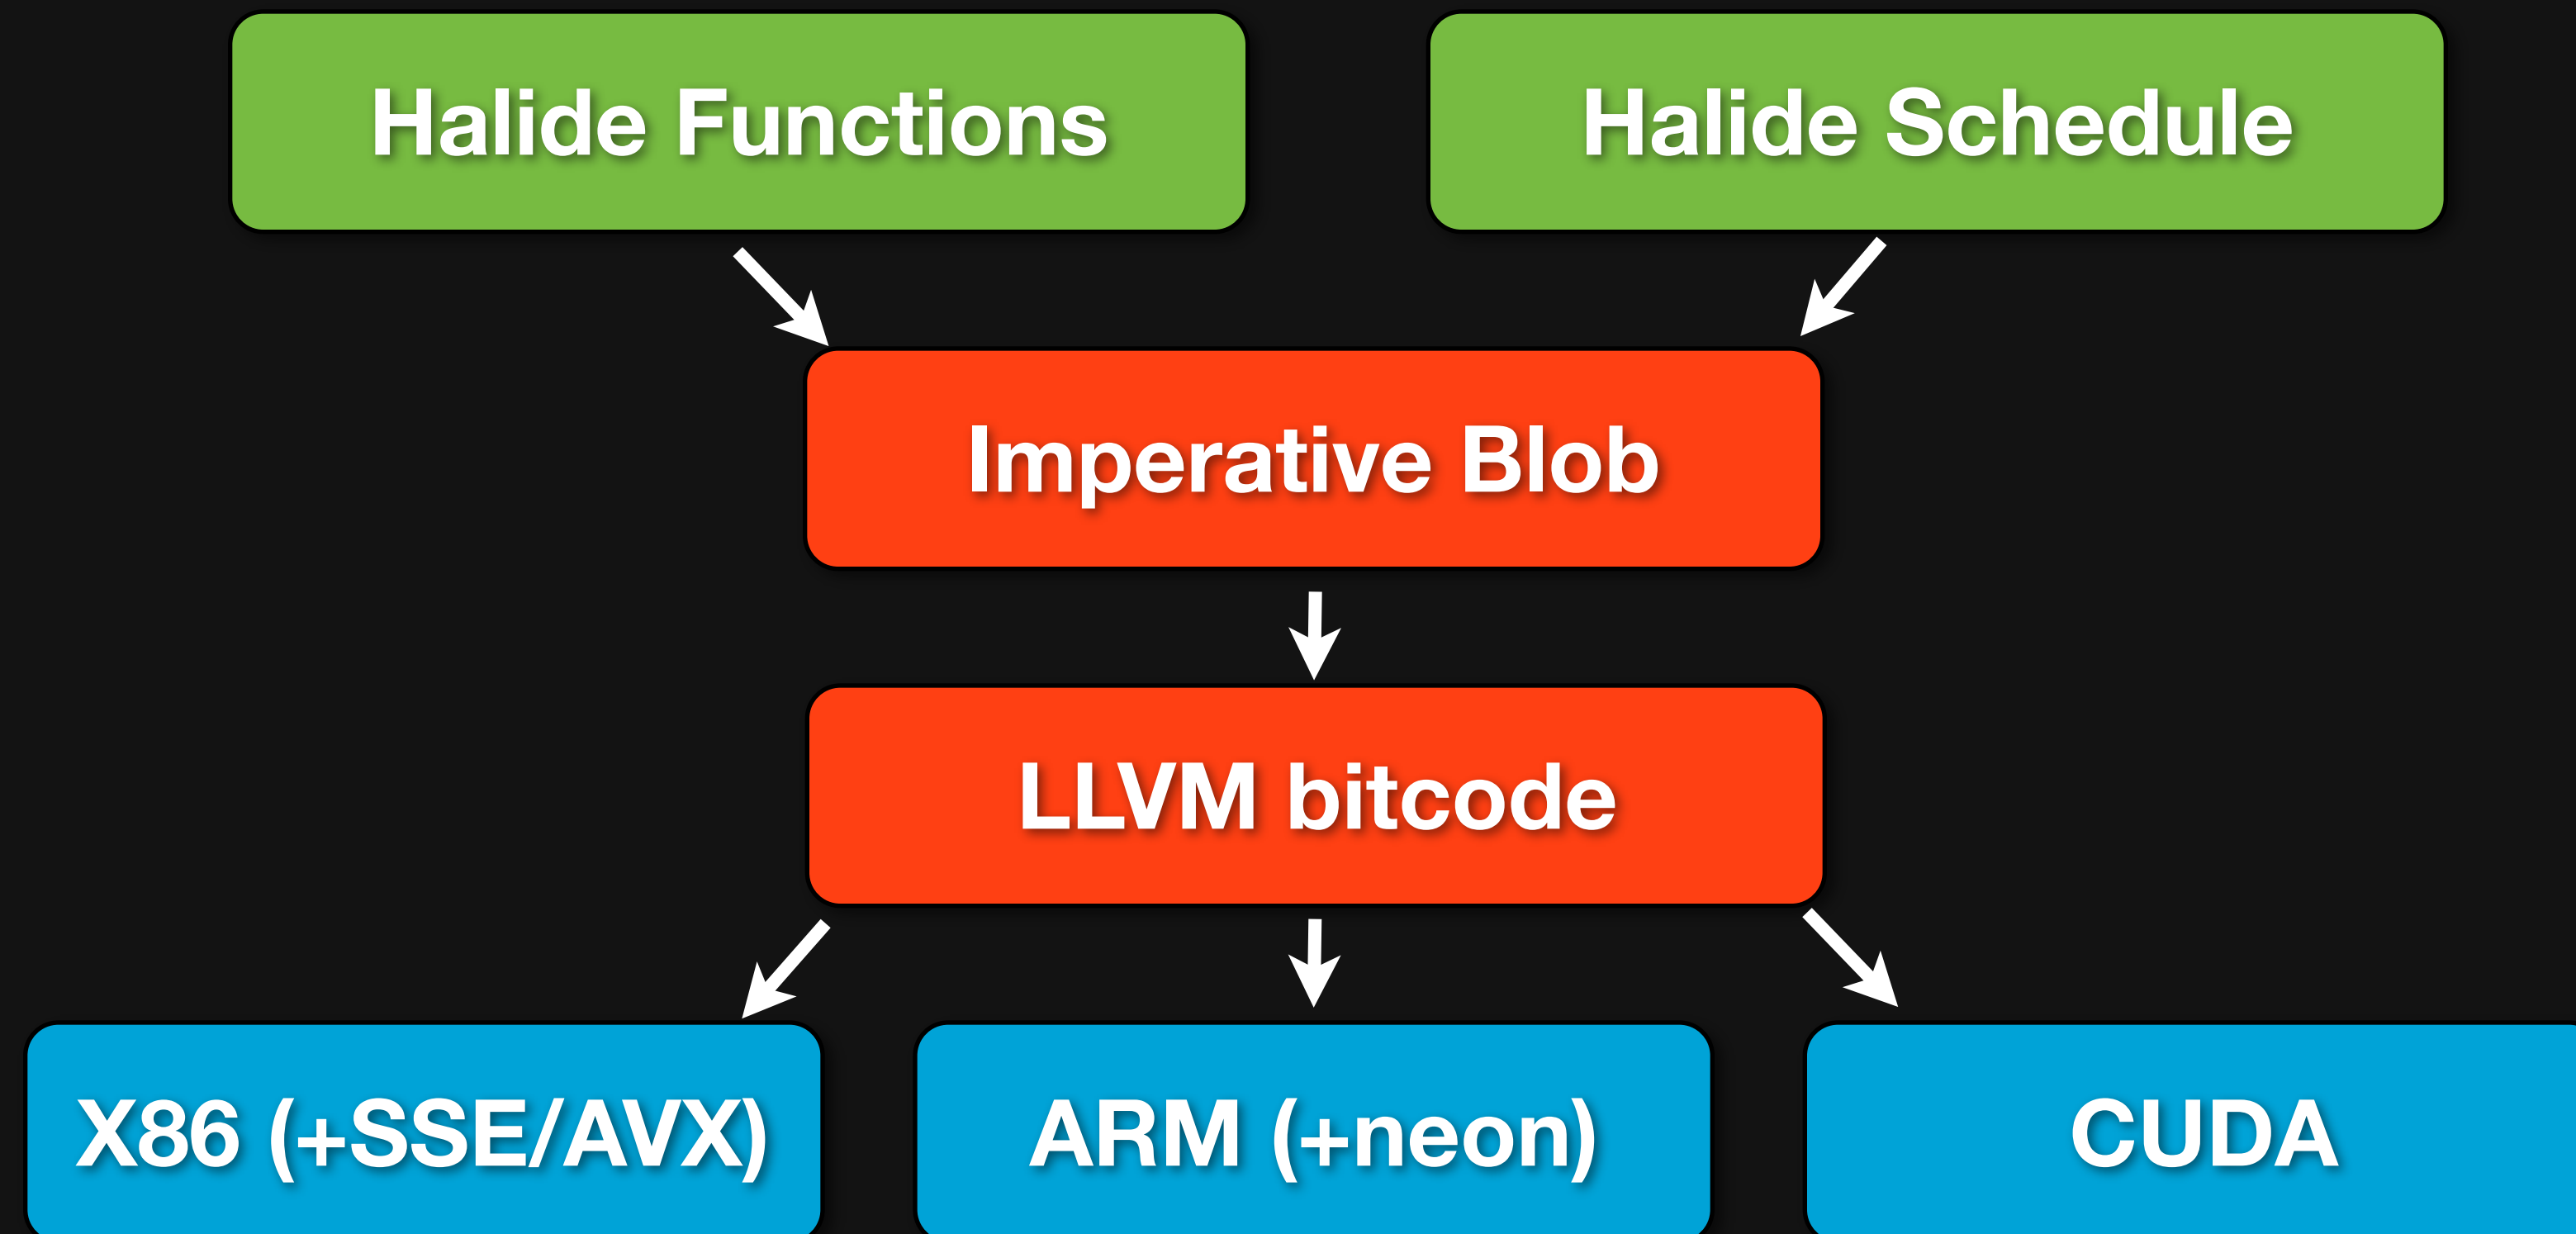 Halide Functions
Halide Schedule
Imperative Blob
LLVM bitcode
X86 (+SSE/AVX)
ARM (+neon)
CUDA